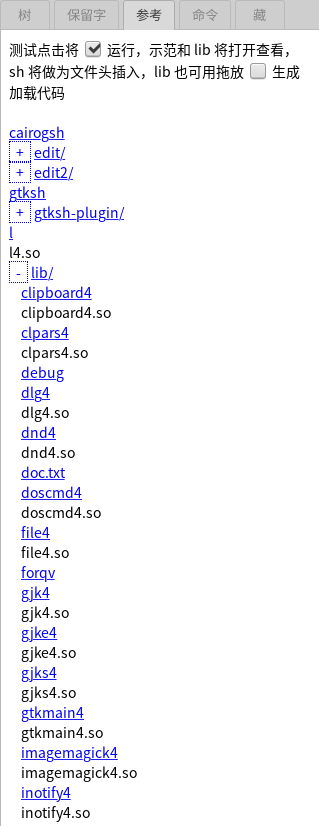 树 保留字 参考 命令 藏
测试点击将 运行，示范和 lib 将打开查看，
sh 将做为文件头插入，lib 也可用拖放 生成
加载代码
cairogsh
+ edit/
+ edit2/
gtksh
+ gtksh-plugin/
l
l4.so
- lib/
clipboard4
clipboard4.so
clpars4
clpars4.so
debug
dlg4
dlg4.so
dnd4
dnd4.so
doc.txt
doscmd4
doscmd4.so
file4
file4.so
forqv
gjk4
gjk4.so
gjke4
gjke4.so
gjks4
gjks4.so
gtkmain4
gtkmain4.so
imagemagick4
imagemagick4.so
inotify4
inotify4.so